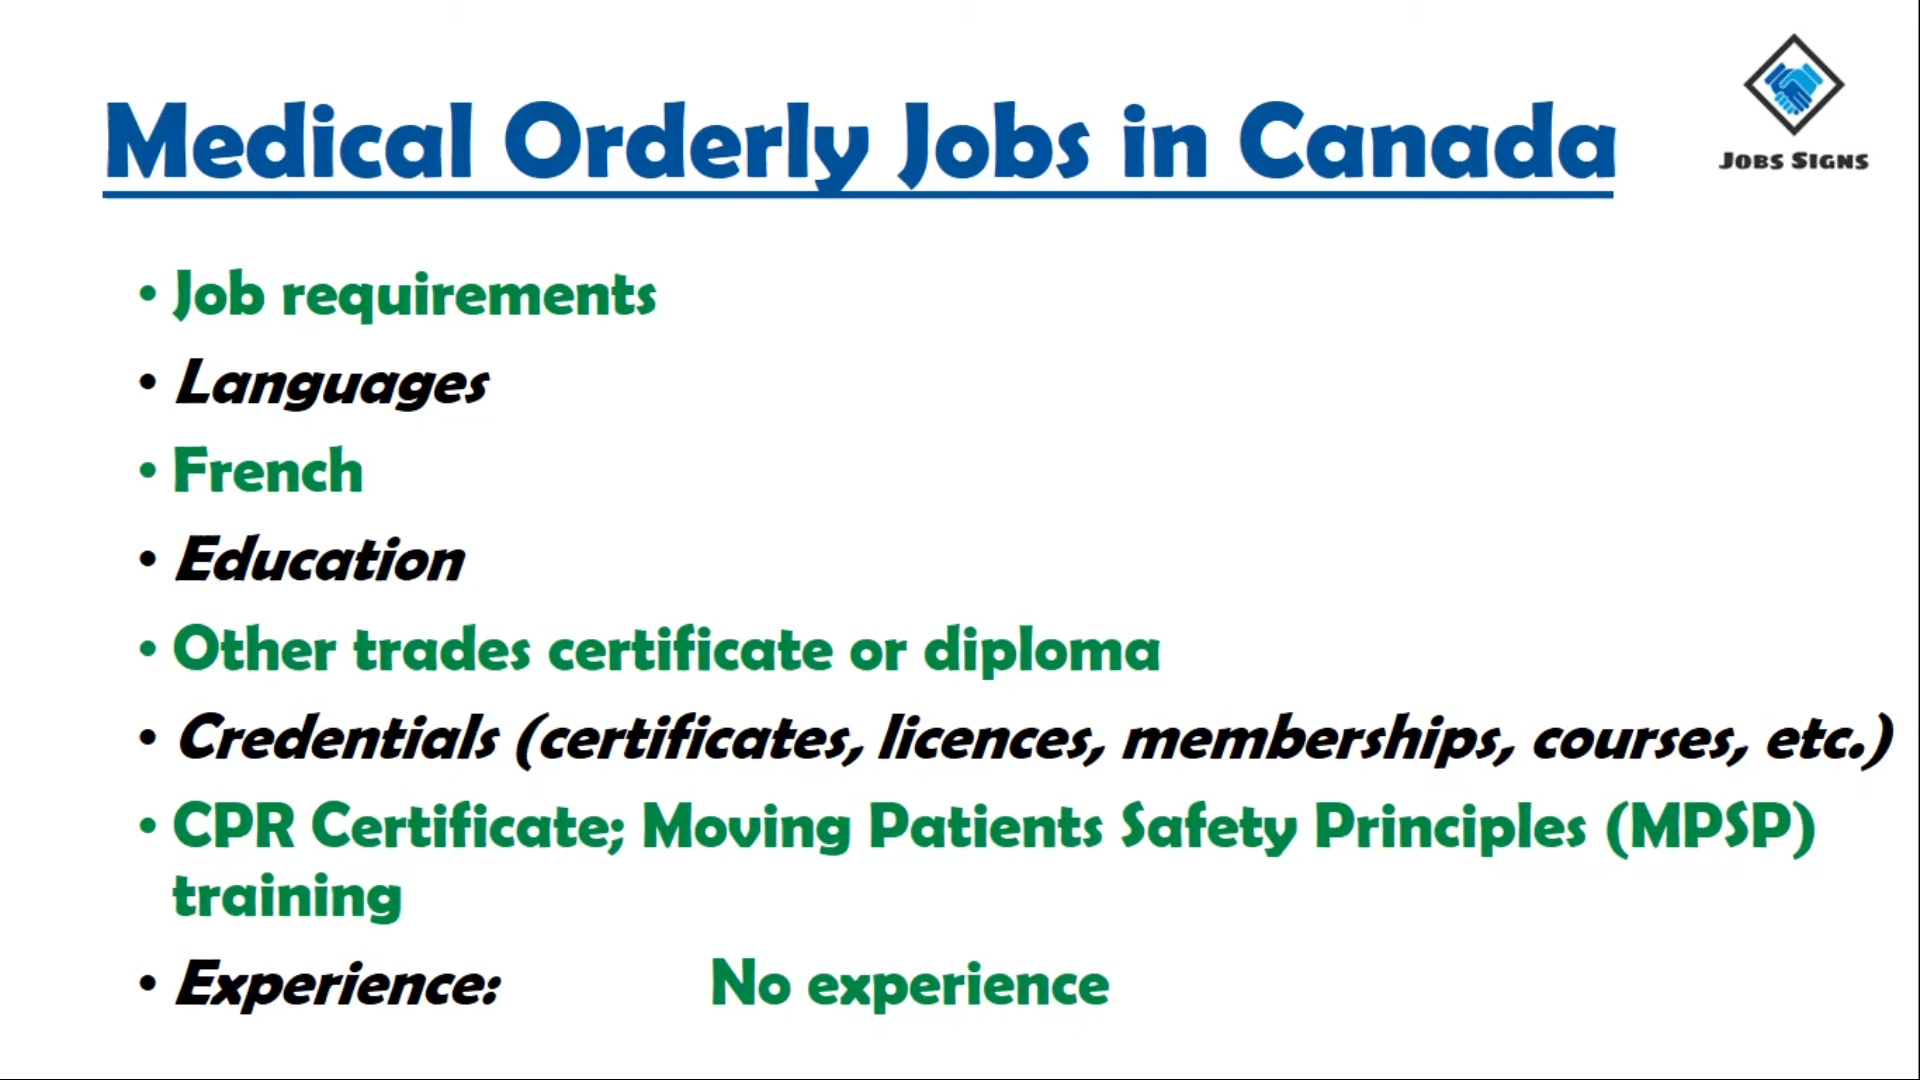 Medical Orderly Jobs in Canada
JOBS SIGNS
• Job requirements
• Languages
• French
• Education
• Other trades certificate or diploma
• Credentials (certificates, licences, memberships, courses, etc.)
• CPR Certificate; Moving Patients Safety Principles (MPSP)
training
• Experience: No experience